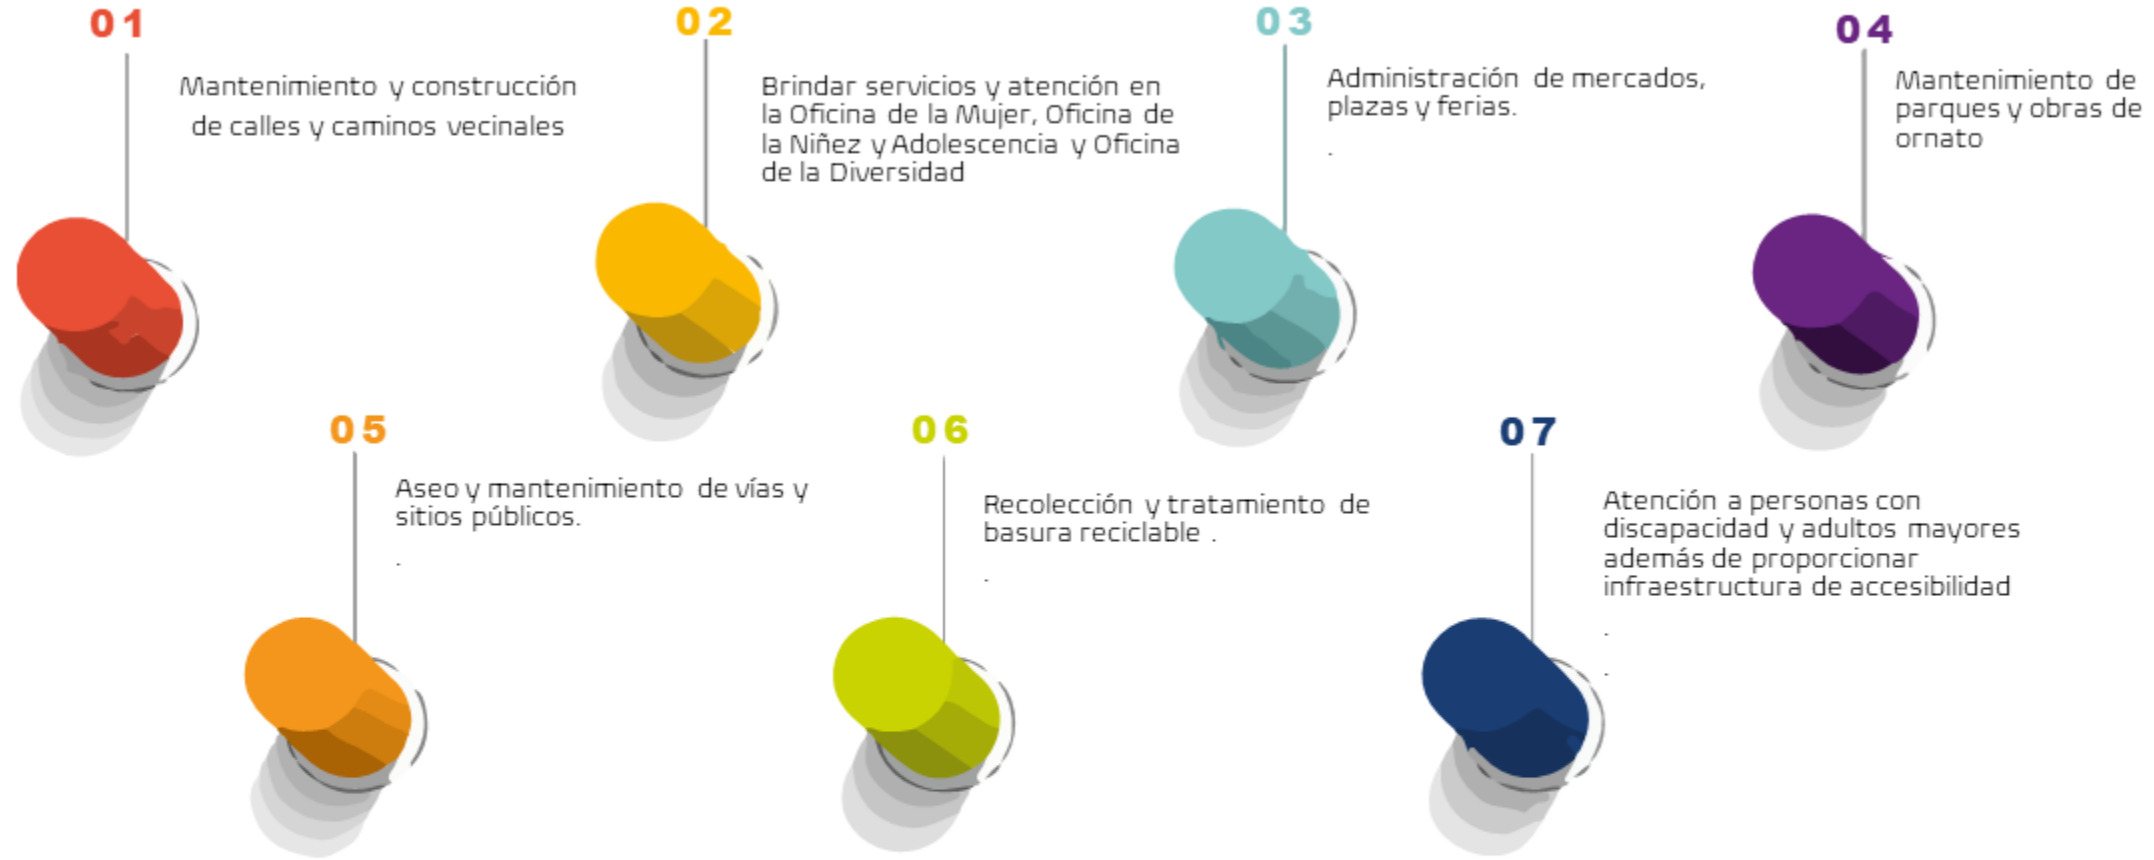 01
Mantenimiento y construcción
de calles y caminos vecinales
02
Brindar servicios y atención en
la Oficina de la Mujer, Oficina de
la Niñez y Adolescencia y Oficina
de la Diversidad
03
Administración de mercados,
plazas y ferias.
.
04
Mantenimiento de
parques y obras de
ornato
05
Aseo y mantenimiento de vías y
sitios públicos.
.
06
Recolección y tratamiento de
basura reciclable .
.
07
Atención a personas con
discapacidad y adultos mayores
además de proporcionar
infraestructura de accesibilidad
.
.